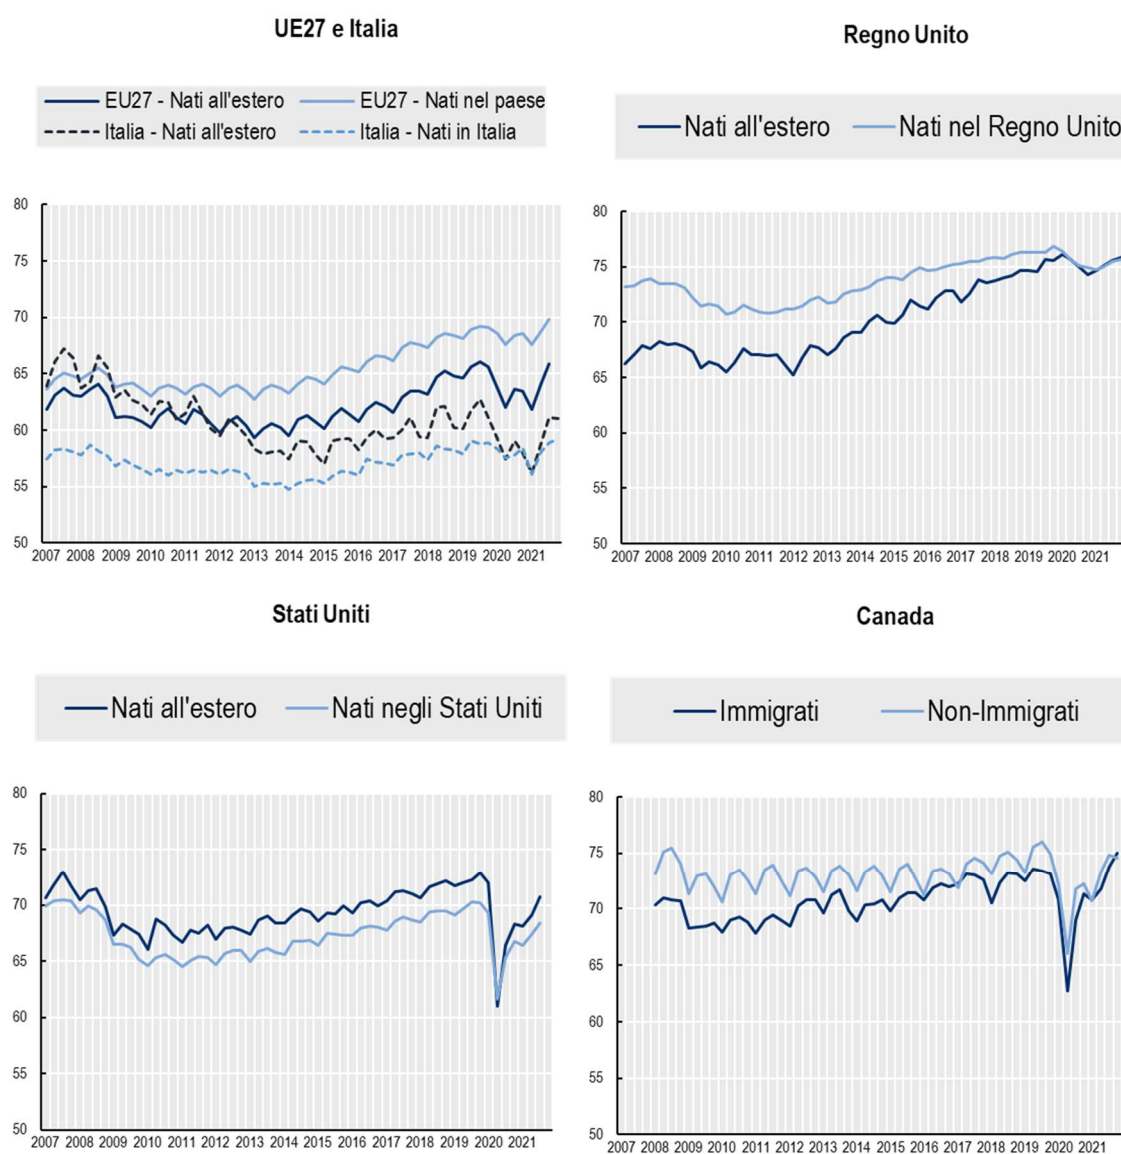 UE27 e Italia
EU27 - Nati all'estero EU27 - Nati nel paese
Italia - Nati all'estero Italia - Nati in Italia
80
75
70
65
60
55
50
2007 2008 2009 2010 2011 2012 2013 2014 2015 2016 2017 2018 2019 2020 2021
Regno Unito
Nati all'estero Nati nel Regno Unito
80
75
70
65
60
55
50
2007 2008 2009 2010 2011 2012 2013 2014 2015 2016 2017 2018 2019 2020 2021
Stati Uniti
Nati all'estero Nati negli Stati Uniti
80
75
70
65
60
55
50
2007 2008 2009 2010 2011 2012 2013 2014 2015 2016 2017 2018 2019 2020 2021
Canada
Immigrati Non-Immigrati
80
75
70
65
60
55
50
2007 2008 2009 2010 2011 2012 2013 2014 2015 2016 2017 2018 2019 2020 2021